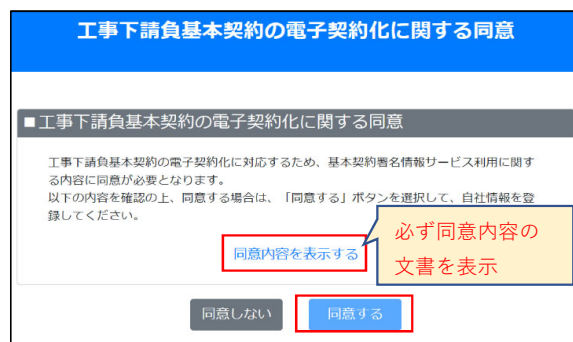 工事下請負基本契約の電子契約化に関する同意
■工事下請負基本契約の電子契約化に関する同意
工事下請負基本契約の電子契約化に対応するため、基本契約署名情報サービス利用に関す
る内容に同意が必要となります。
以下の内容を確認の上、同意する場合は、「同意する」ボタンを選択して、自社情報を登
録してください。
必ず同意内容の
文書を表示
同意内容を表示する
同意しない
同意する